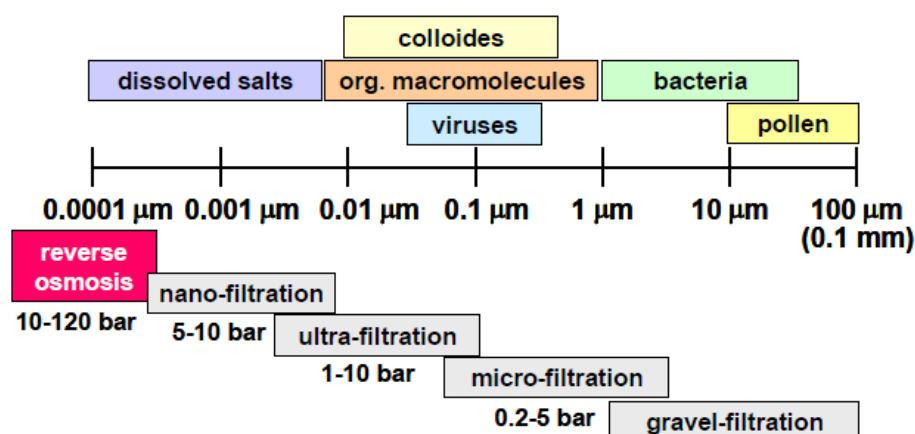 colloides
dissolved salts
org. macromolecules
bacteria
viruses
pollen
0.0001 μm 0.001 μm 0.01 μm 0.1 μm 1 μm 10 μm 100 μm
(0.1 mm)
reverse
osmosis
nano-filtration
10-120 bar
5-10 bar
ultra-filtration
1-10 bar
micro-filtration
0.2-5 bar
gravel-filtration